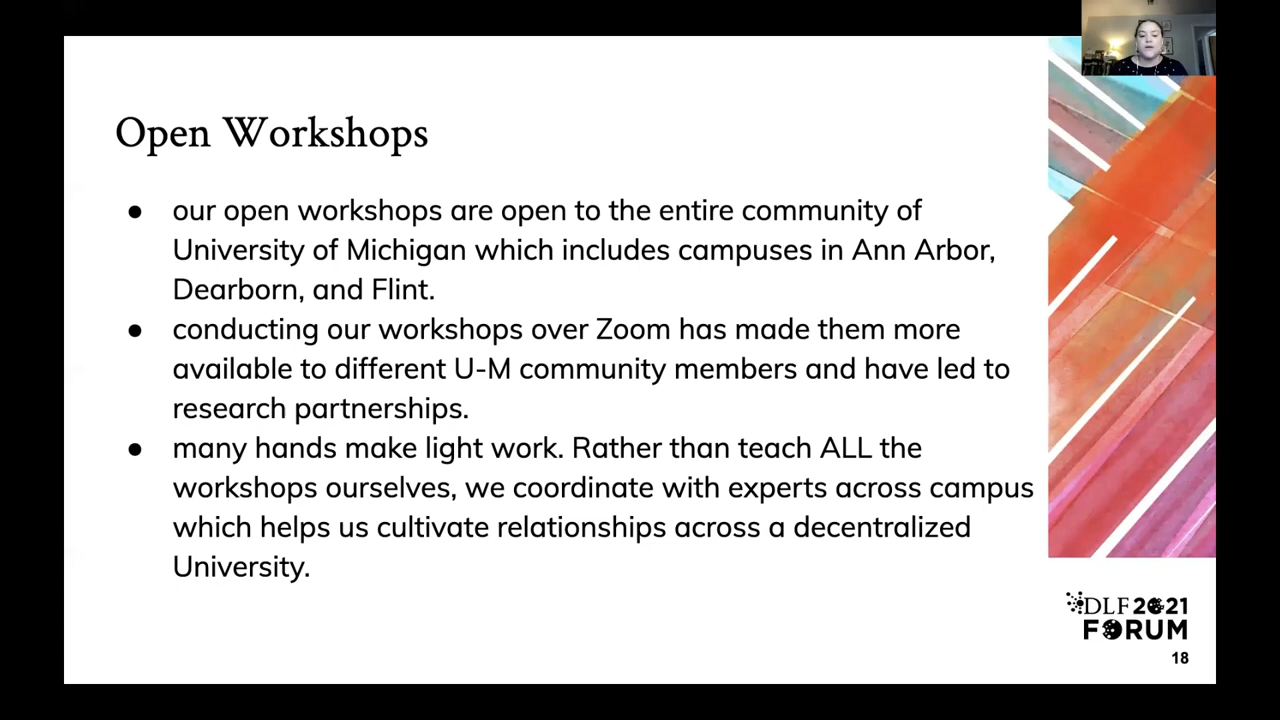 Open Workshops
● our open workshops are open to the entire community of
University of Michigan which includes campuses in Ann Arbor,
Dearborn, and Flint.
● conducting our workshops over Zoom has made them more
available to different U-M community members and have led to
research partnerships.
● many hands make light work. Rather than teach ALL the
workshops ourselves, we coordinate with experts across campus
which helps us cultivate relationships across a decentralized
University.
DLF 2021
FORUM
18